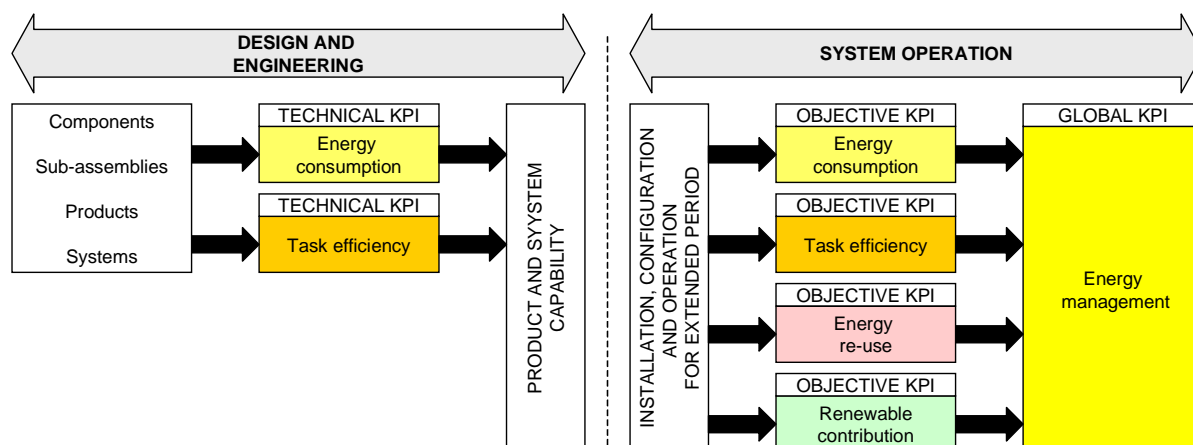 DESIGN AND
ENGINEERING
SYSTEM OPERATION
Components
Sub-assemblies
Products
Systems
TECHNICAL KPI
Energy
consumption
TECHNICAL KPI
Task efficiency
PRODUCT AND SYYSTEM
CAPABILITY
INSTALLATION, CONFIGURATION
AND OPERATION
FOR EXTENDED PERIOD
OBJECTIVE KPI
Energy
consumption
OBJECTIVE KPI
Task efficiency
OBJECTIVE KPI
Energy
re-use
OBJECTIVE KPI
Renewable
contribution
GLOBAL KPI
Energy
management